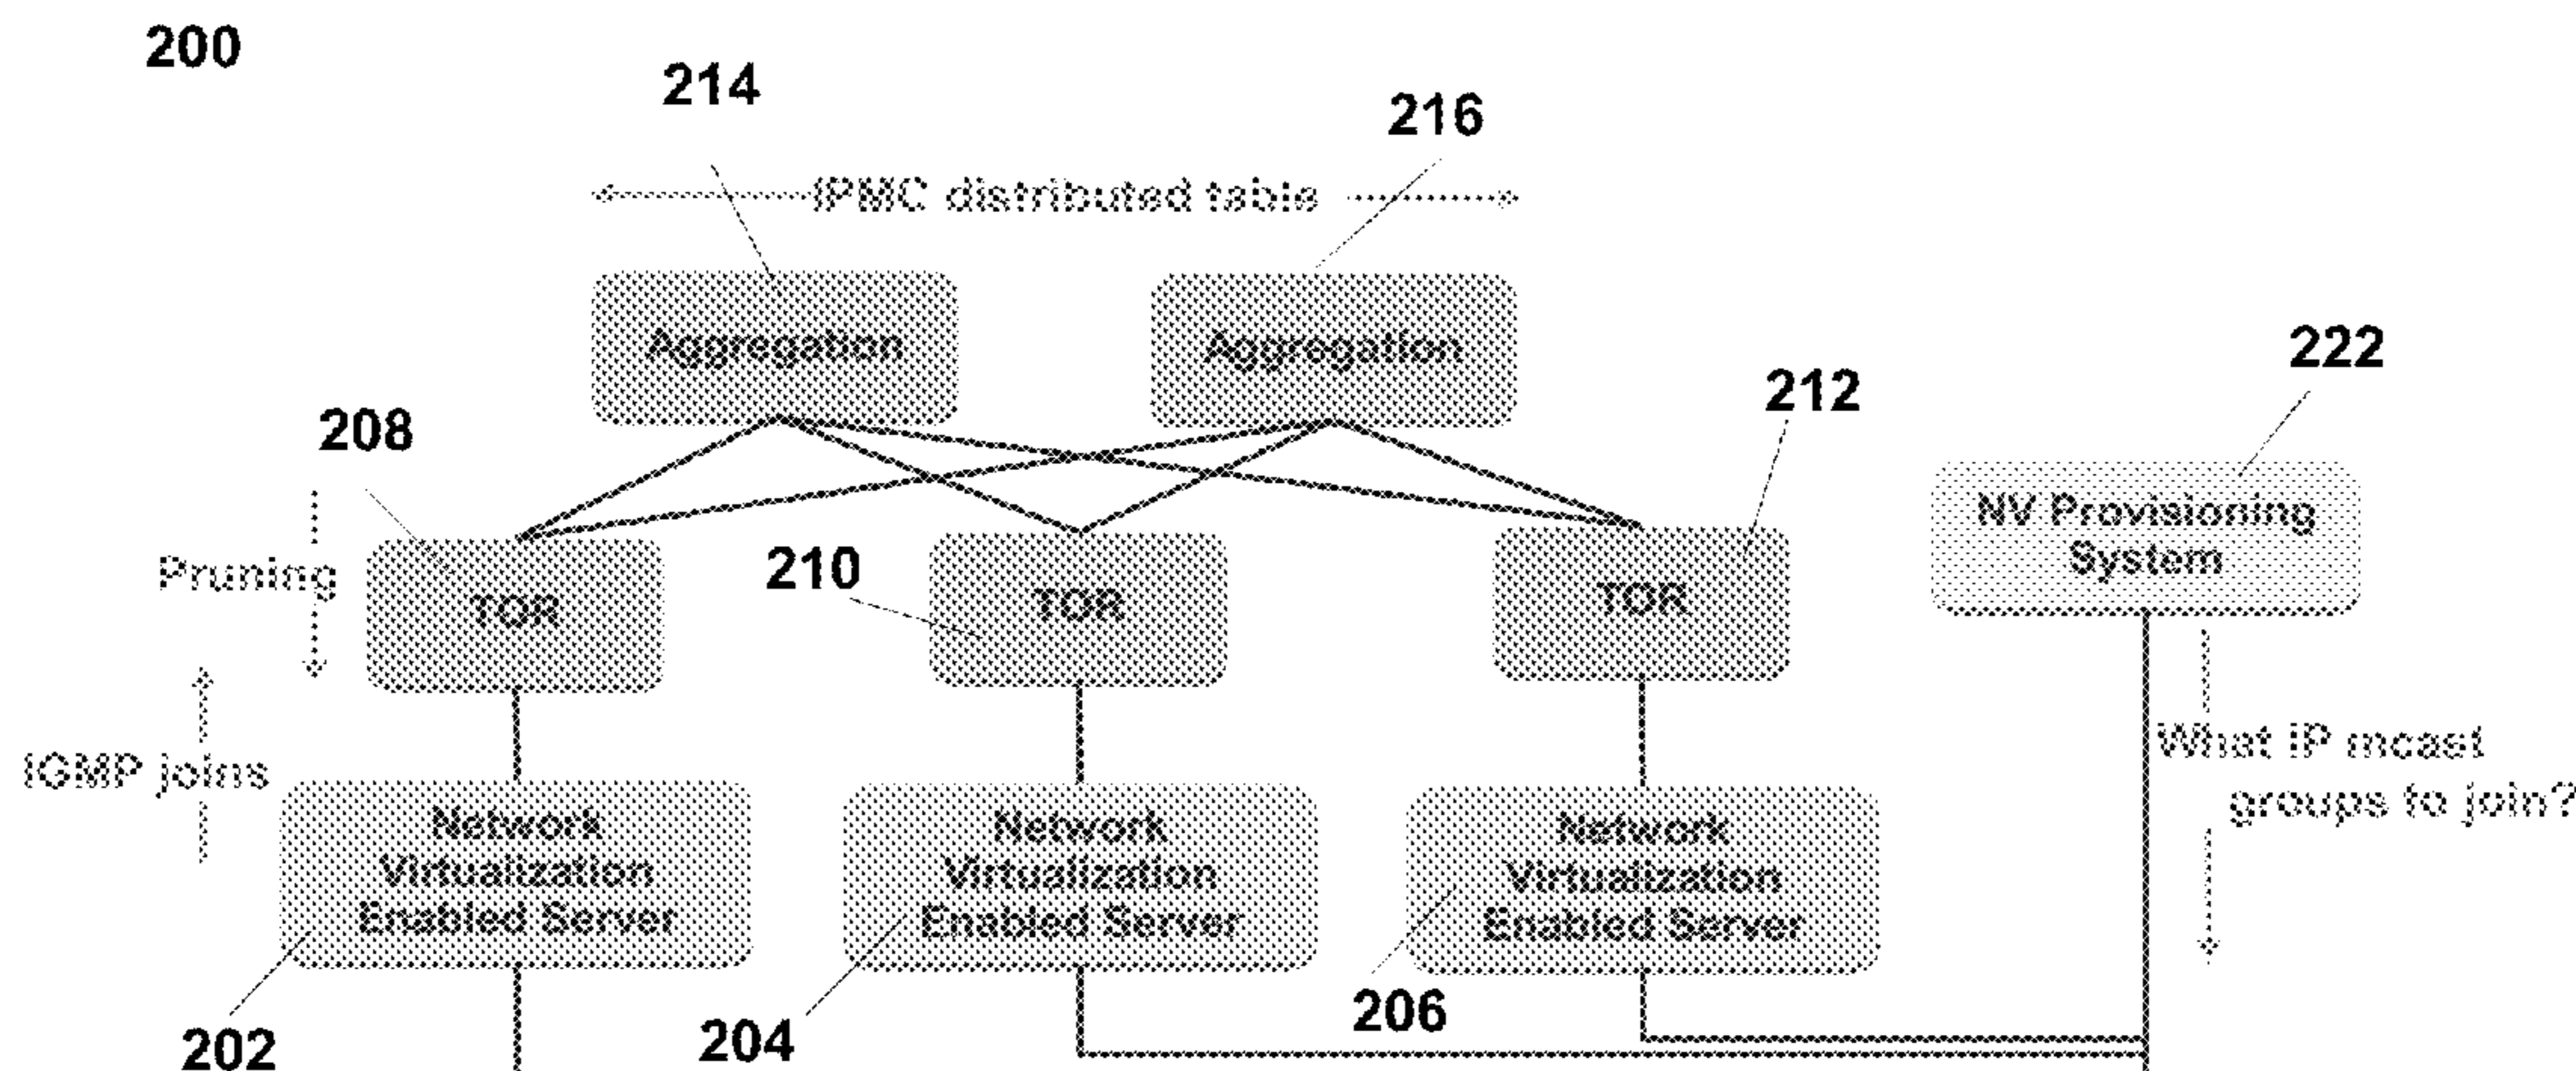 200
214
216
IPMC distributed table
Aggregation
Aggregation
222
212
208
NV Provisioning
System
Pruning
210
TOR
TOR
TOR
What IP mcast
groups to join?
IGMP joins
Network
Virtualization
Enabled Server
Network
Virtualization
Enabled Server
Network
Virtualization
Enabled Server
206
202
204